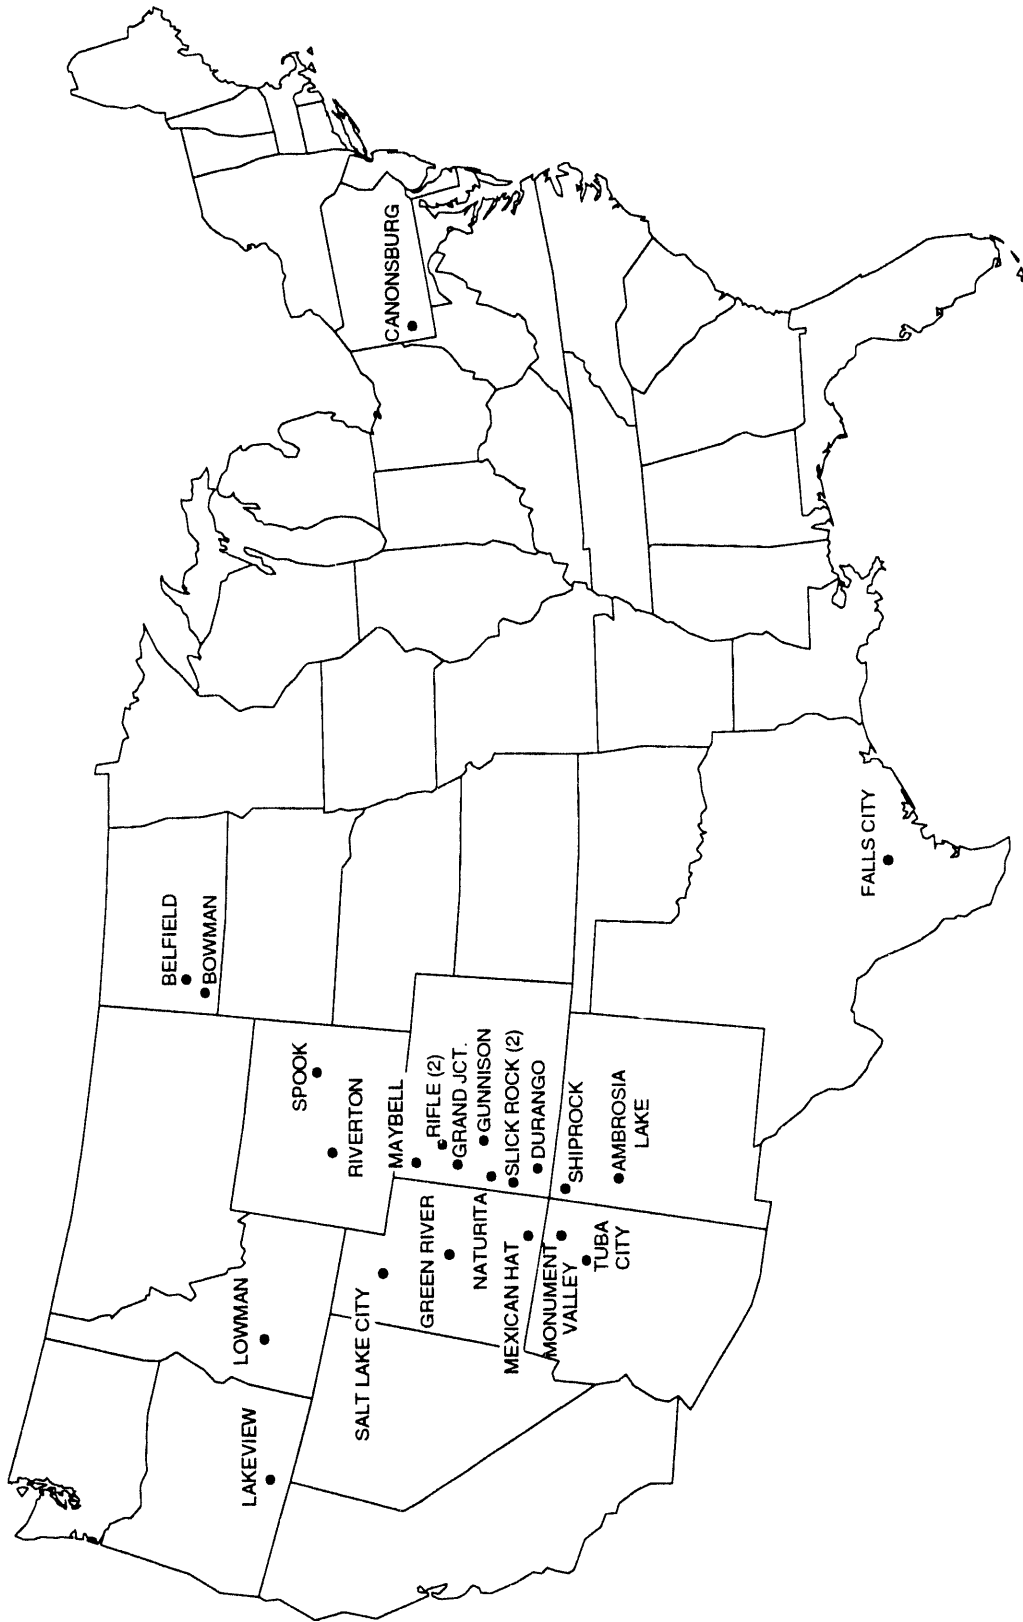 LAKEVIEW
LOWMAN
SALT LAKE CITY
GREEN RIVER
NATURITA
MEXICAN HAT
MONUMENT
VALLEY
TUBA
CITY
SPOOK
RIVERTON
MAYBELL
RIFLE (2)
GRAND JCT.
GUNNISON
SLICK ROCK (2)
DURANGO
SHIPROCK
AMBROSIA
LAKE
BELFIELD
BOWMAN
FALLS CITY
CANONSBURG